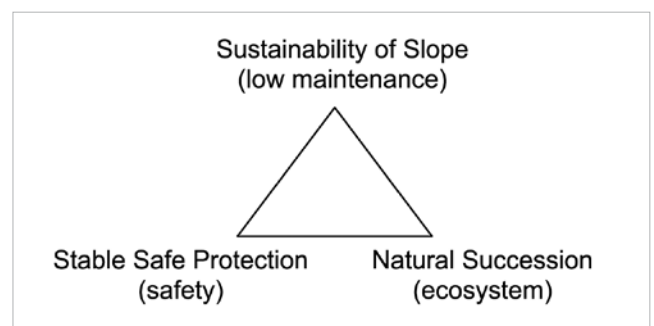 Sustainability of Slope
(low maintenance)
Stable Safe Protection
(safety)
Natural Succession
(ecosystem)